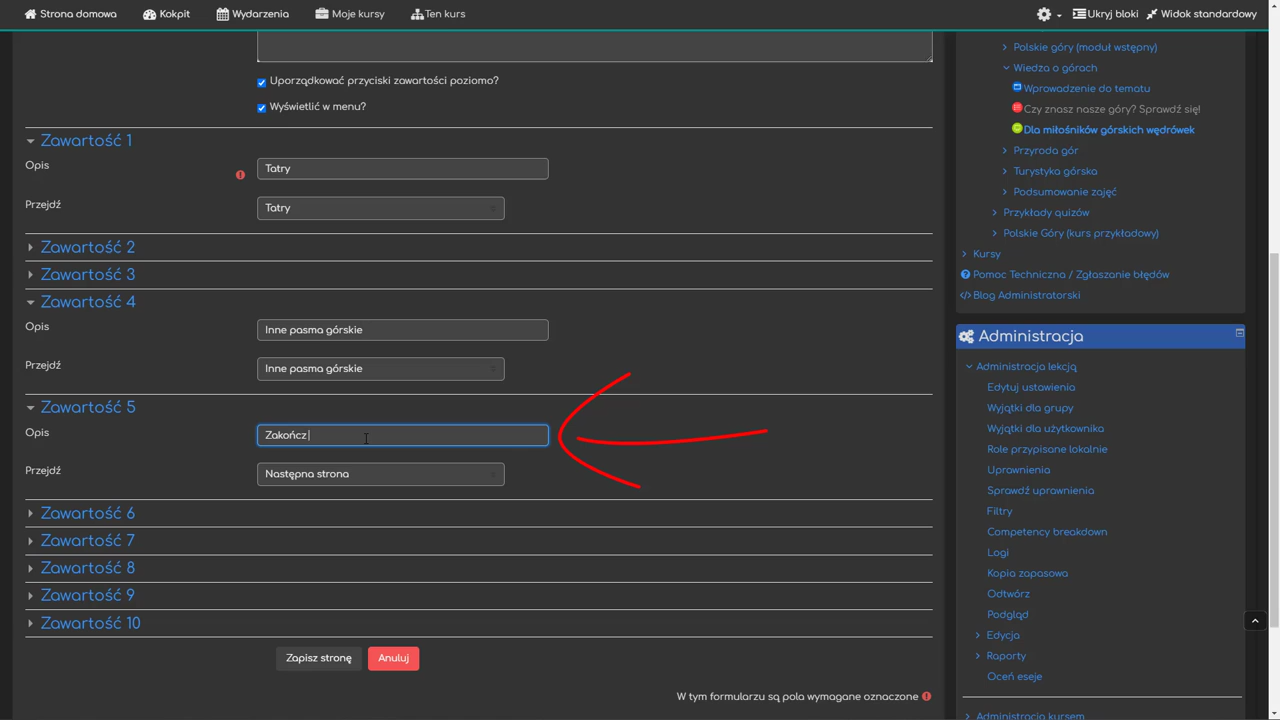 Strona domowa Kokpit Wydarzenia Moje kursy Ten kurs Ukryj bloki Widok standardowy
Uporządkować przyciski zawartości poziomo?
Wyświetlić w menu?
Zawartość 1
Opis Tatry
Przejdź Tatry
Zawartość 2
Zawartość 3
Zawartość 4
Opis Inne pasma górskie
Przejdź Inne pasma górskie
Zawartość 5
Opis Zakończ
Przejdź Następna strona
Zawartość 6
Zawartość 7
Zawartość 8
Zawartość 9
Zawartość 10
Zapisz stronę Anuluj
W tym formularzu są pola wymagane oznaczone
Polskie góry (moduł wstępny)
Wiedza o górach
Wprowadzenie do tematu
Czy znasz nasze góry? Sprawdź się!
Dla miłośników górskich wędrówek
Przyroda gór
Turystyka górska
Podsumowanie zajęć
Przykłady quizów
Polskie Góry (kurs przykładowy)
Kursy
Pomoc Techniczna / Zgłaszanie błędów
Blog Administratorski
Administracja
Administracja lekcją
Edytuj ustawienia
Wyjątki dla grupy
Wyjątki dla użytkownika
Role przypisane lokalnie
Uprawnienia
Sprawdź uprawnienia
Filtry
Competency breakdown
Logi
Kopia zapasowa
Odtwórz
Podgląd
Edycja
Raporty
Oceń eseje
Administracja kursem